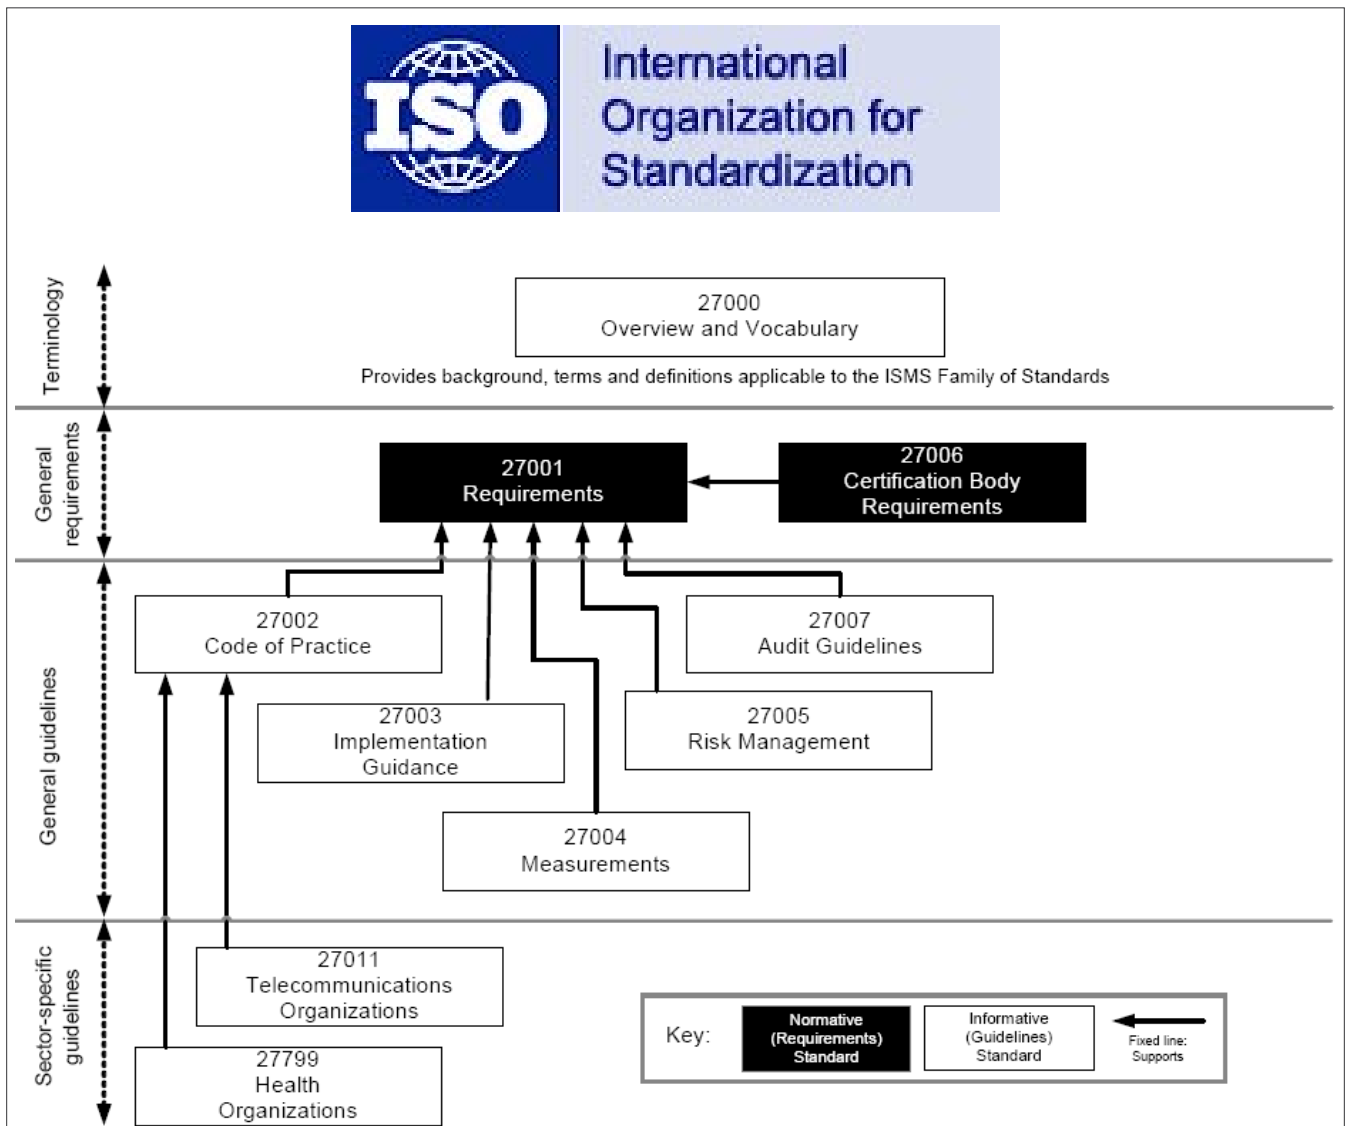 ISO
International
Organization for
Standardization
Terminology
27000
Overview and Vocabulary
Provides background, terms and definitions applicable to the ISMS Family of Standards
General
requirements
27001
Requirements
27006
Certification Body
Requirements
General guidelines
27002
Code of Practice
27007
Audit Guidelines
27003
Implementation
Guidance
27005
Risk Management
27004
Measurements
Sector-specific
guidelines
27011
Telecommunications
Organizations
27799
Health
Organizations
Key:
Normative
(Requirements)
Standard
Informative
(Guidelines)
Standard
Fixed line:
Supports